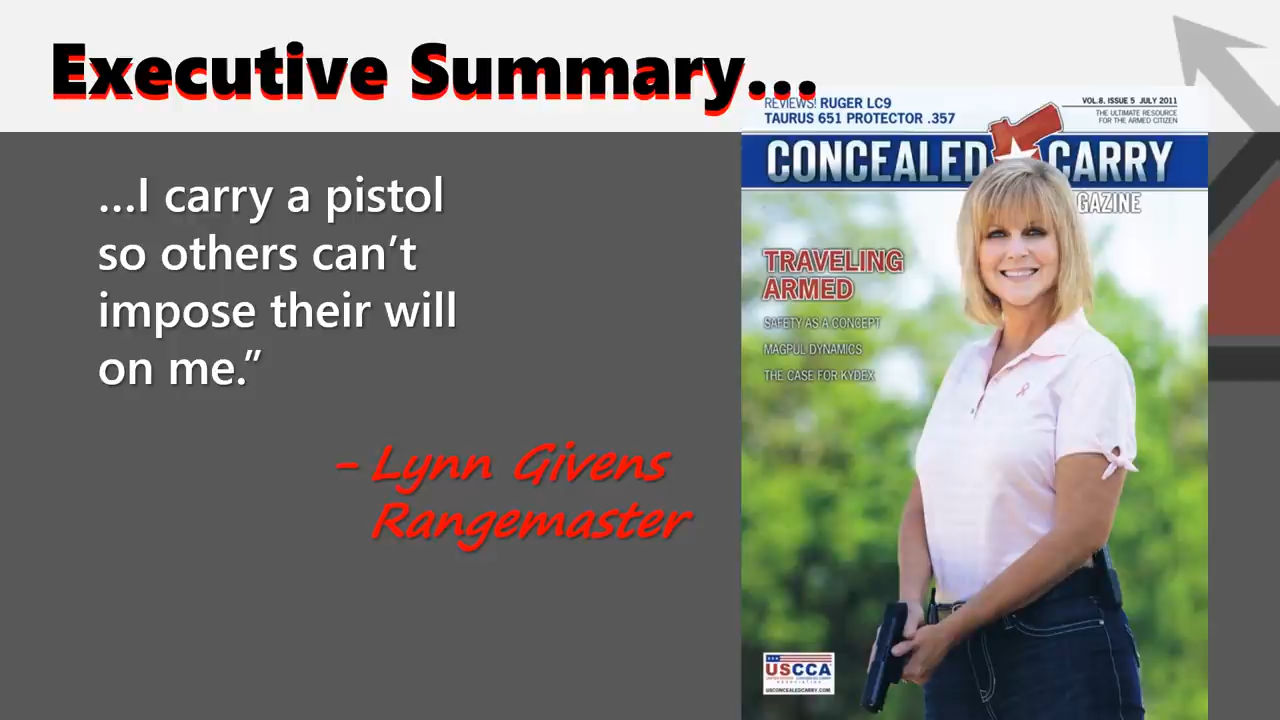 Executive Summary...
...I carry a pistol
so others can’t
impose their will
on me.”
– Lynn Givens
Rangemaster
REVIEWS! RUGER LC9
TAURUS 651 PROTECTOR .357
VOL.8, ISSUE 5 JULY 2011
THE ULTIMATE RESOURCE
FOR THE ARMED CITIZEN
CONCEALED CARRY
GAZINE
TRAVELING
ARMED
SAFETY AS A CONCEPT
MAGPUL DYNAMICS
THE CASE FOR KYDEX
USCCA
USCONCEALEDCARRY.COM